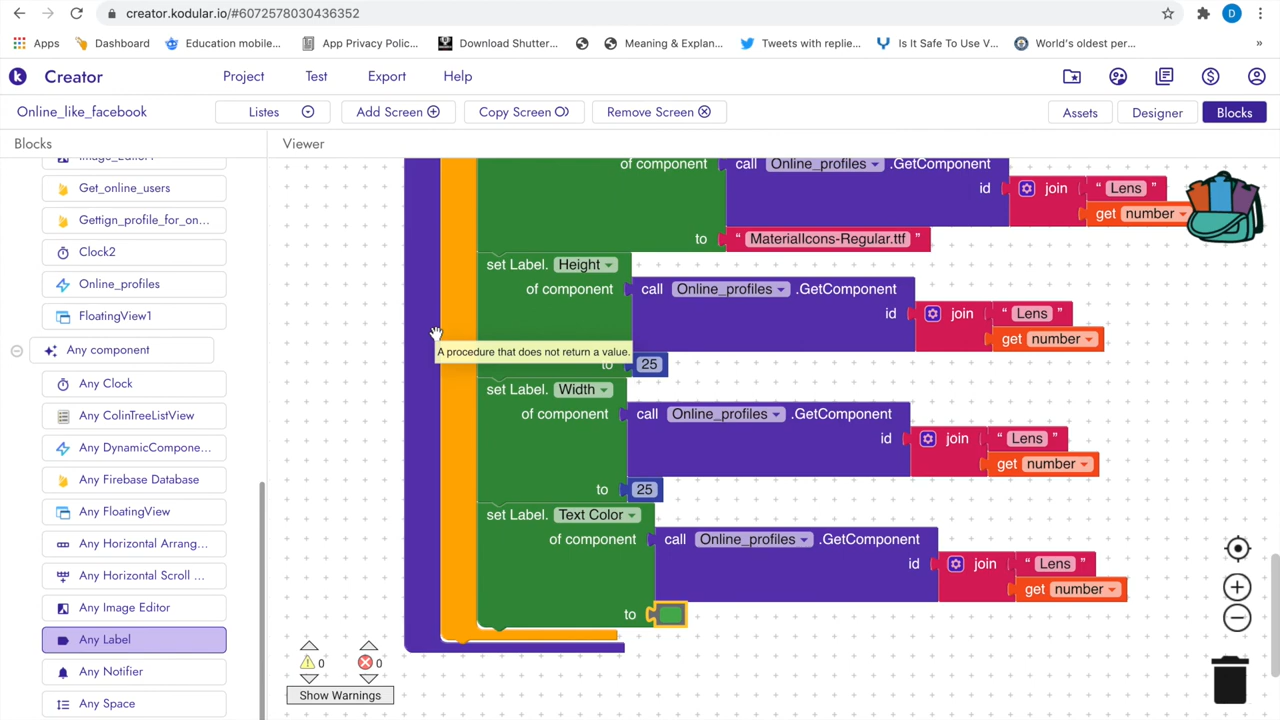 creator.kodular.io/#6072578030436352
Apps Dashboard Education mobile... App Privacy Polic... Download Shutter... Meaning & Explan... Tweets with replie... Is It Safe To Use V... World's oldest per... »
Creator Project Test Export Help
Online_like_facebook Listes Add Screen Copy Screen Remove Screen Assets Designer Blocks
Blocks Viewer
Image_Editor1
Get_online_users
Gettign_profile_for_on...
Clock2
Online_profiles
FloatingView1
Any component
Any Clock
Any ColinTreeListView
Any DynamicCompone...
Any Firebase Database
Any FloatingView
Any Horizontal Arrang...
Any Horizontal Scroll ...
Any Image Editor
Any Label
Any Notifier
Any Space
of component call Online_profiles .GetComponent
id join “ Lens ”
get number
to “ MaterialIcons-Regular.ttf ”
set Label. Height
of component call Online_profiles .GetComponent
id join “ Lens ”
get number
A procedure that does not return a value.
to 25
set Label. Width
of component call Online_profiles .GetComponent
id join “ Lens ”
get number
to 25
set Label. Text Color
of component call Online_profiles .GetComponent
id join “ Lens ”
get number
to
0 0
Show Warnings
D